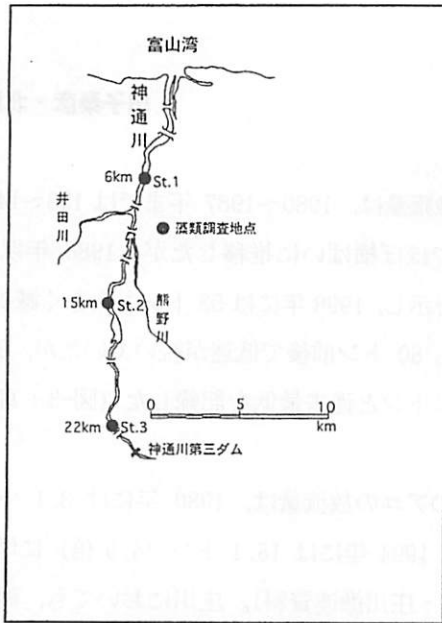 富山湾
神通川
6km St.1
井田川
藻類調査地点
熊野川
15km St.2
0 5 10
km
22km St.3
神通川第三ダム